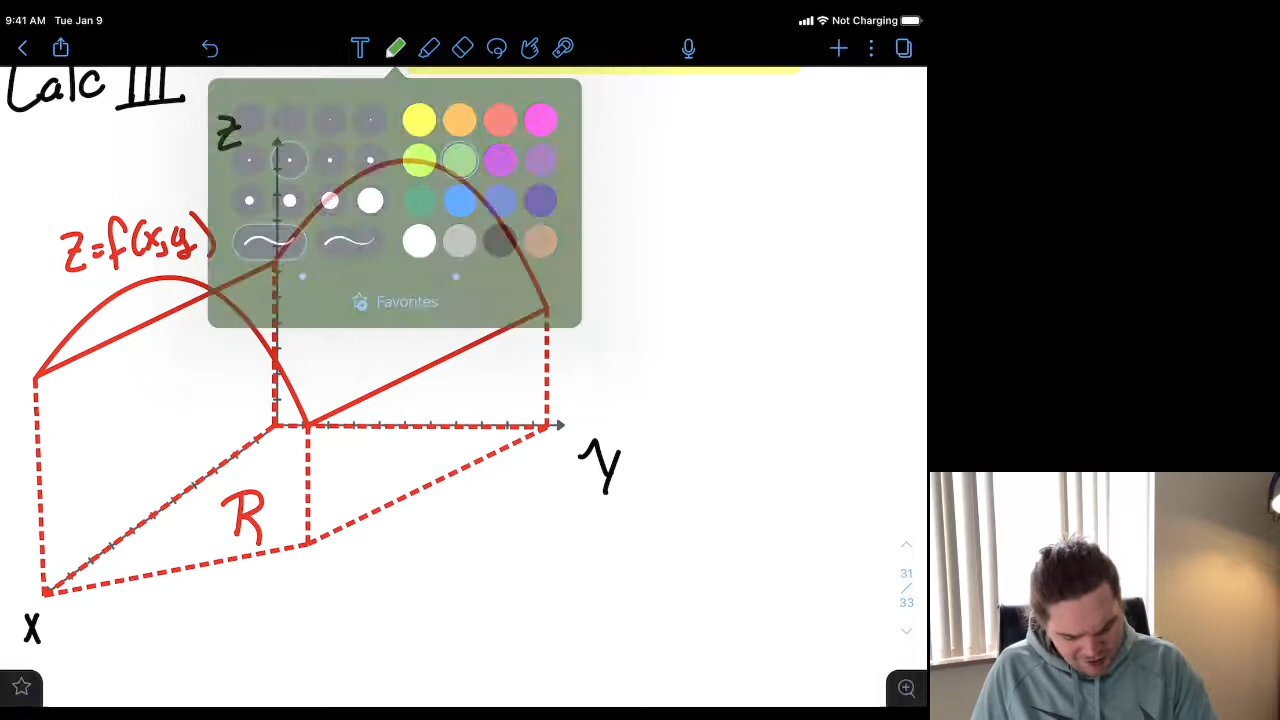 9:41 AM Tue Jan 9
Not Charging
T
Calc III
z
z=f(x,y)
Favorites
y
R
31
33
x